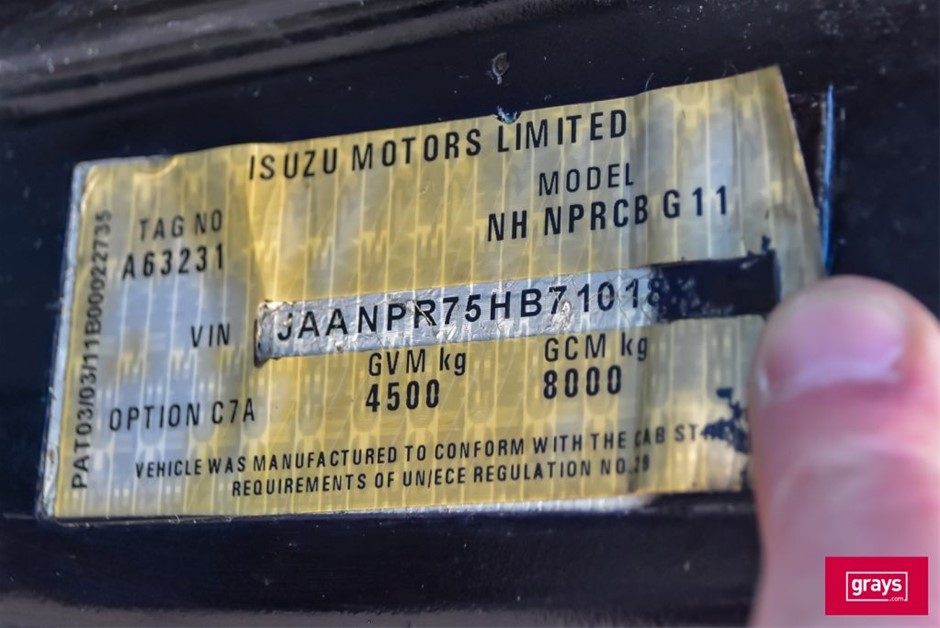 ISUZU MOTORS LIMITED
TAG NO
A63231
MODEL
NH NPRCB G11
VIN JAANPR75HB71018
GVM kg
4500
GCM kg
8000
OPTION C7A
VEHICLE WAS MANUFACTURED TO CONFORM WITH THE CAB
REQUIREMENTS OF UN/ECE REGULATION NO.29
PAT03/03/11B00022735
grays
.com